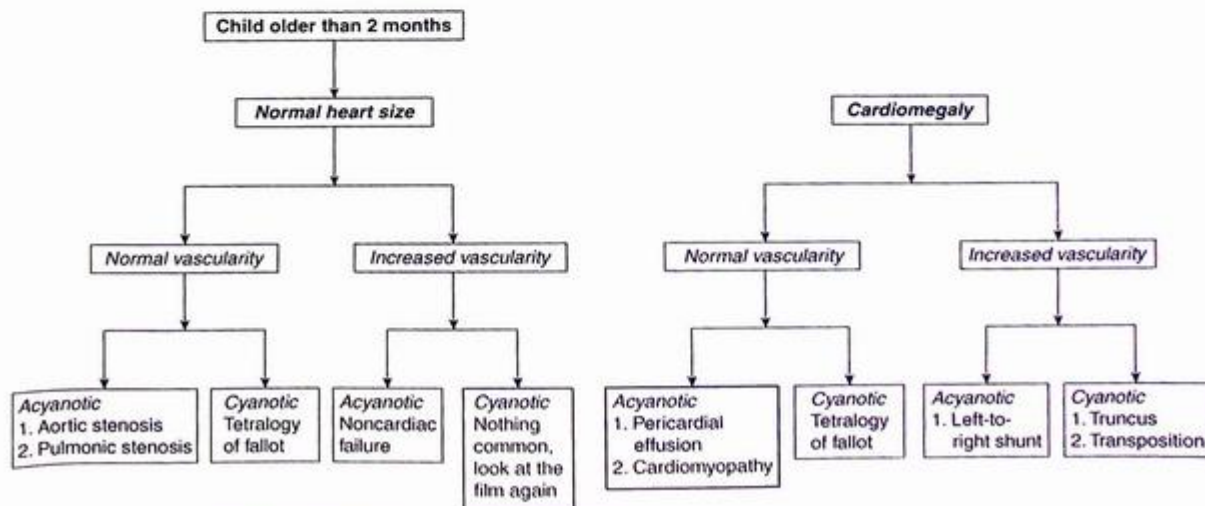 Child older than 2 months
Normal heart size
Cardiomegaly
Normal vascularity
Increased vascularity
Normal vascularity
Increased vascularity
Acyanotic
1. Aortic stenosis
2. Pulmonic stenosis
Cyanotic
Tetralogy
of fallot
Acyanotic
Noncardiac
failure
Cyanotic
Nothing
common,
look at the
film again
Acyanotic
1. Pericardial
effusion
2. Cardiomyopathy
Cyanotic
Tetralogy
of fallot
Acyanotic
1. Left-to-
right shunt
Cyanotic
1. Truncus
2. Transposition